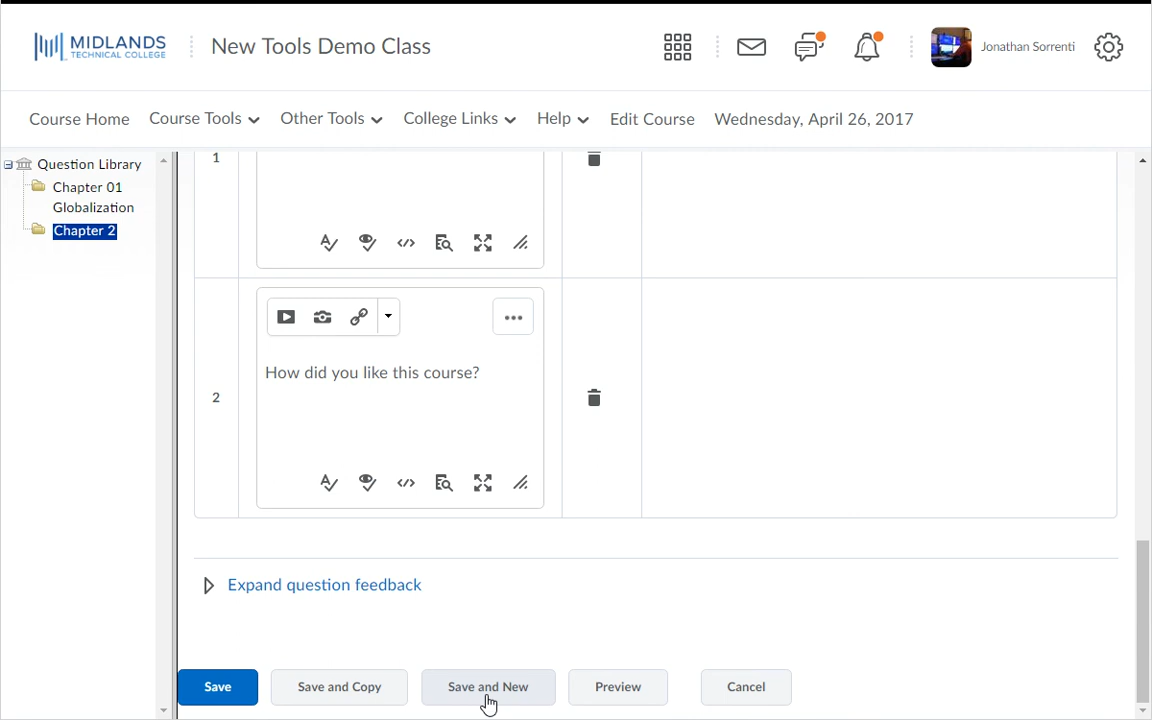 MIDLANDS
TECHNICAL COLLEGE
New Tools Demo Class
Jonathan Sorrenti
Course Home
Course Tools
Other Tools
College Links
Help
Edit Course
Wednesday, April 26, 2017
Question Library
Chapter 01
Globalization
Chapter 2
1
2
How did you like this course?
Expand question feedback
Save
Save and Copy
Save and New
Preview
Cancel